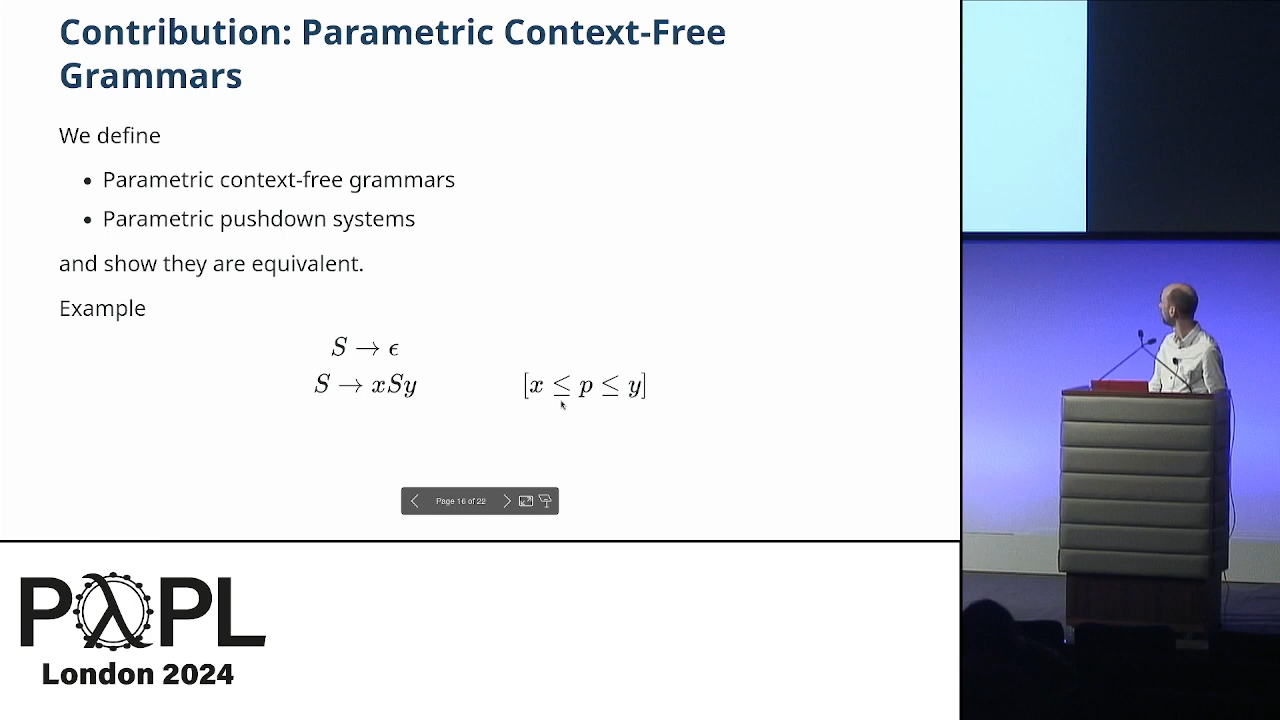 Contribution: Parametric Context-Free
Grammars
We define
• Parametric context-free grammars
• Parametric pushdown systems
and show they are equivalent.
Example
S → ϵ
S → xSy [x ≤ p ≤ y]
Page 16 of 22
PλPL
London 2024